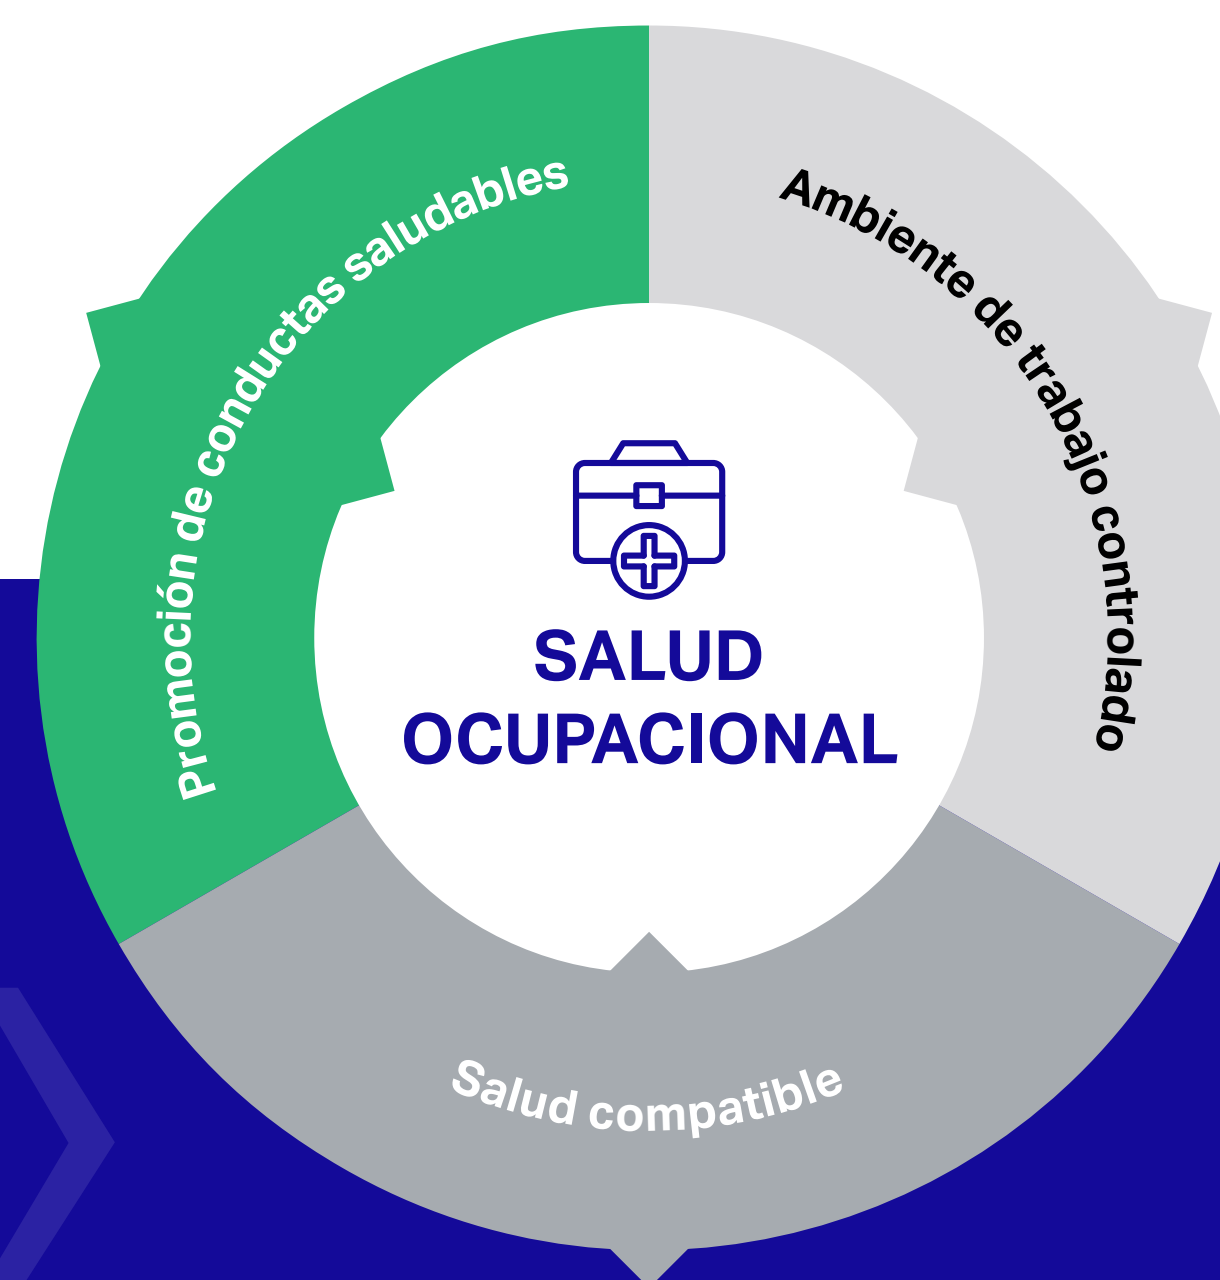 Promoción de conductas saludables
Ambiente de trabajo controlado
SALUD
OCUPACIONAL
Salud compatible